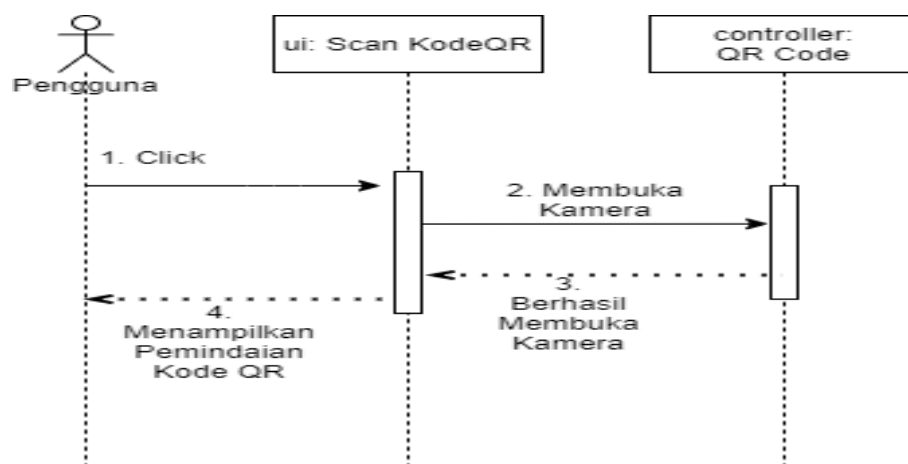 Pengguna
ui: Scan KodeQR
controller:
QR Code
1. Click
2. Membuka
Kamera
3.
Berhasil
Membuka
Kamera
4.
Menampilkan
Pemindaian
Kode QR